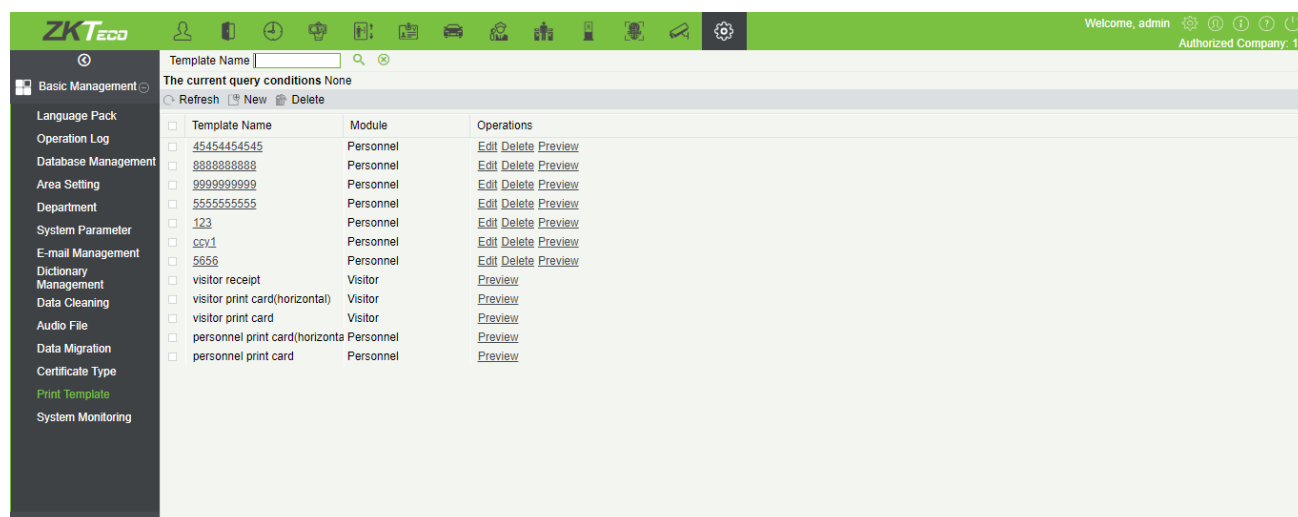 ZKTECO
Welcome, admin
Authorized Company: 1
Template Name
The current query conditions None
Refresh New Delete
Basic Management
Language Pack
Operation Log
Database Management
Area Setting
Department
System Parameter
E-mail Management
Dictionary
Management
Data Cleaning
Audio File
Data Migration
Certificate Type
Print Template
System Monitoring
Template Name Module Operations
45454454545 Personnel Edit Delete Preview
8888888888 Personnel Edit Delete Preview
9999999999 Personnel Edit Delete Preview
5555555555 Personnel Edit Delete Preview
123 Personnel Edit Delete Preview
ccy1 Personnel Edit Delete Preview
5656 Personnel Edit Delete Preview
visitor receipt Visitor Preview
visitor print card(horizontal) Visitor Preview
visitor print card Visitor Preview
personnel print card(horizonta Personnel Preview
personnel print card Personnel Preview